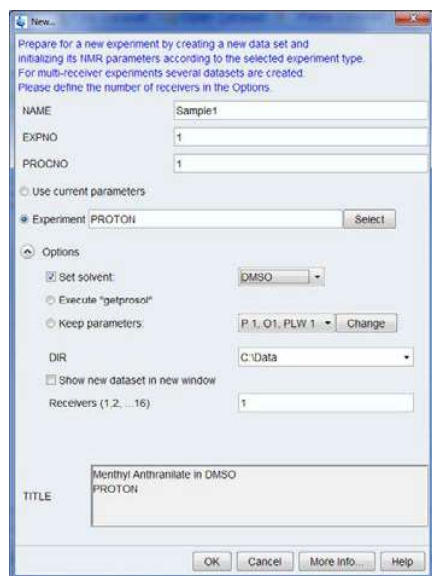 New...
Prepare for a new experiment by creating a new data set and
initializing its NMR parameters according to the selected experiment type.
For multi-receiver experiments several datasets are created.
Please define the number of receivers in the Options.
NAME Sample1
EXPNO 1
PROCNO 1
Use current parameters
Experiment PROTON Select
Options
Set solvent: DMSO
Execute "getprosol"
Keep parameters: P 1, O1, PLW 1 Change
DIR C:\Data
Show new dataset in new window
Receivers (1,2, ...16) 1
Menthyl Anthranilate in DMSO
PROTON
TITLE
OK Cancel More Info... Help